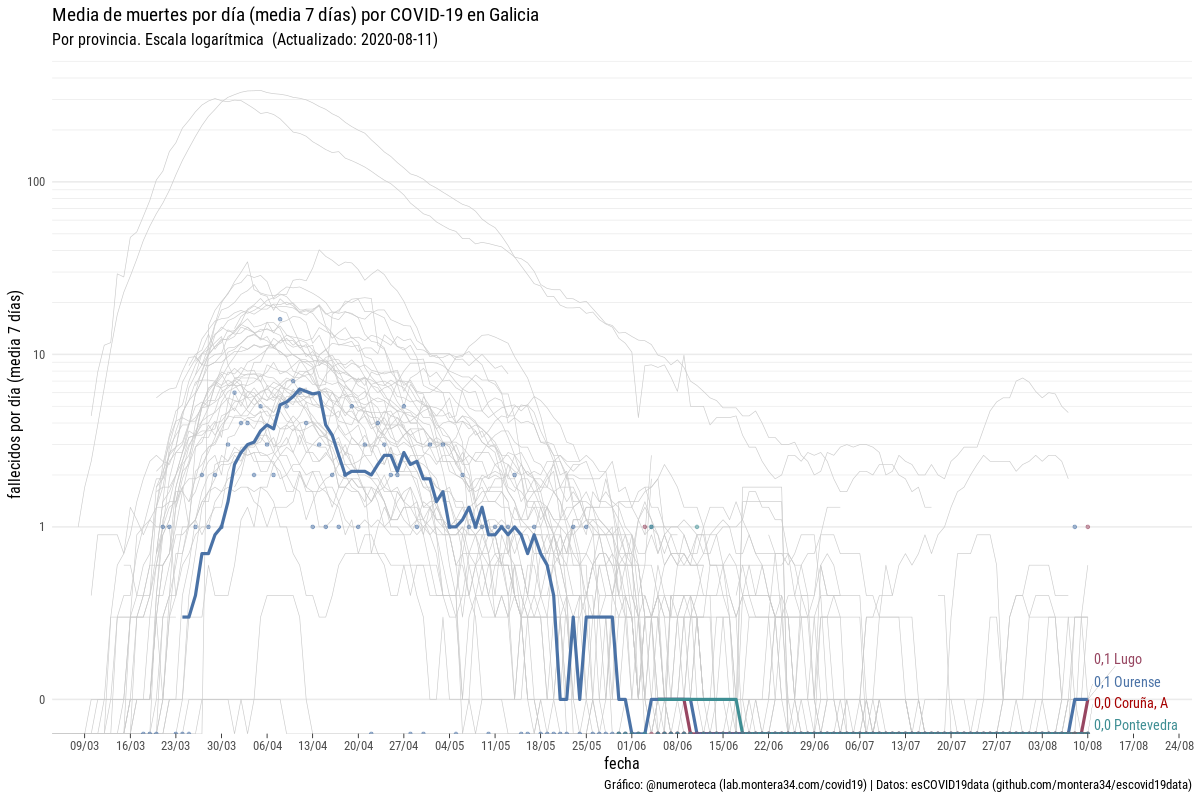 Media de muertes por día (media 7 días) por COVID-19 en Galicia
Por provincia. Escala logarítmica  (Actualizado: 2020-08-11)
fallecidos por día (media 7 días)
100
10
1
0
0,1 Lugo
0,1 Ourense
0,0 Coruña, A
0,0 Pontevedra
09/03 16/03 23/03 30/03 06/04 13/04 20/04 27/04 04/05 11/05 18/05 25/05 01/06 08/06 15/06 22/06 29/06 06/07 13/07 20/07 27/07 03/08 10/08 17/08 24/08
fecha
Gráfico: @numeroteca (lab.montera34.com/covid19) | Datos: esCOVID19data (github.com/montera34/escovid19data)